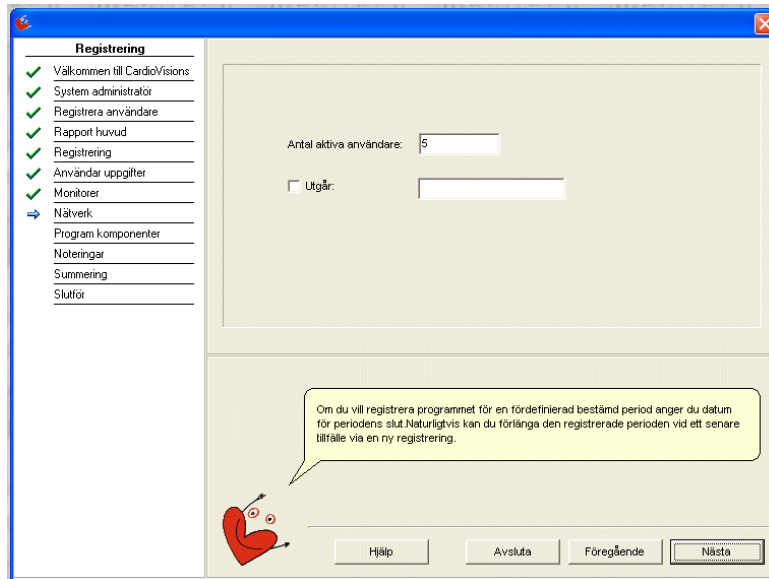 Registrering
Välkommen till CardioVisions
System administratör
Registrera användare
Rapport huvud
Registrering
Användar uppgifter
Monitorer
Nätverk
Program komponenter
Noteringar
Summering
Slutför
Antal aktiva användare: 5
Utgår:
Om du vill registrera programmet för en fördefinierad bestämd period anger du datum
för periodens slut.Naturligtvis kan du förlänga den registrerade perioden vid ett senare
tillfälle via en ny registrering.
Hjälp Avsluta Föregående Nästa